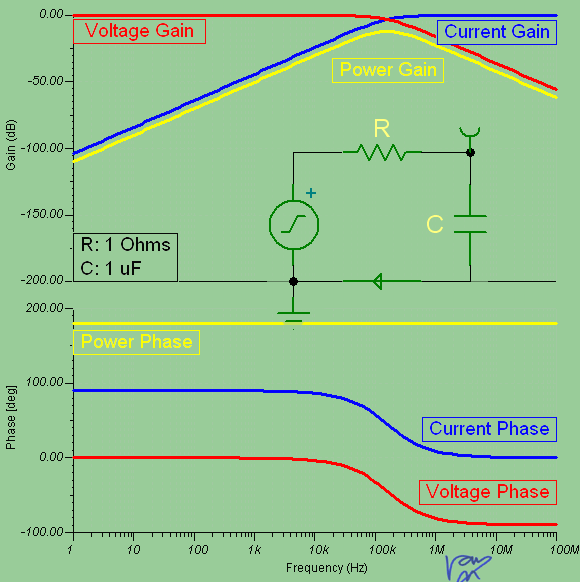 0.00
Voltage Gain
Current Gain
Power Gain
-50.00
Gain (dB)
-100.00
R
-150.00
+
C
R: 1 Ohms
C: 1 uF
-200.00
200.00
Power Phase
100.00
Phase [deg]
Current Phase
0.00
Voltage Phase
-100.00
1 10 100 1k 10k 100k 1M 10M 100M
Frequency (Hz)